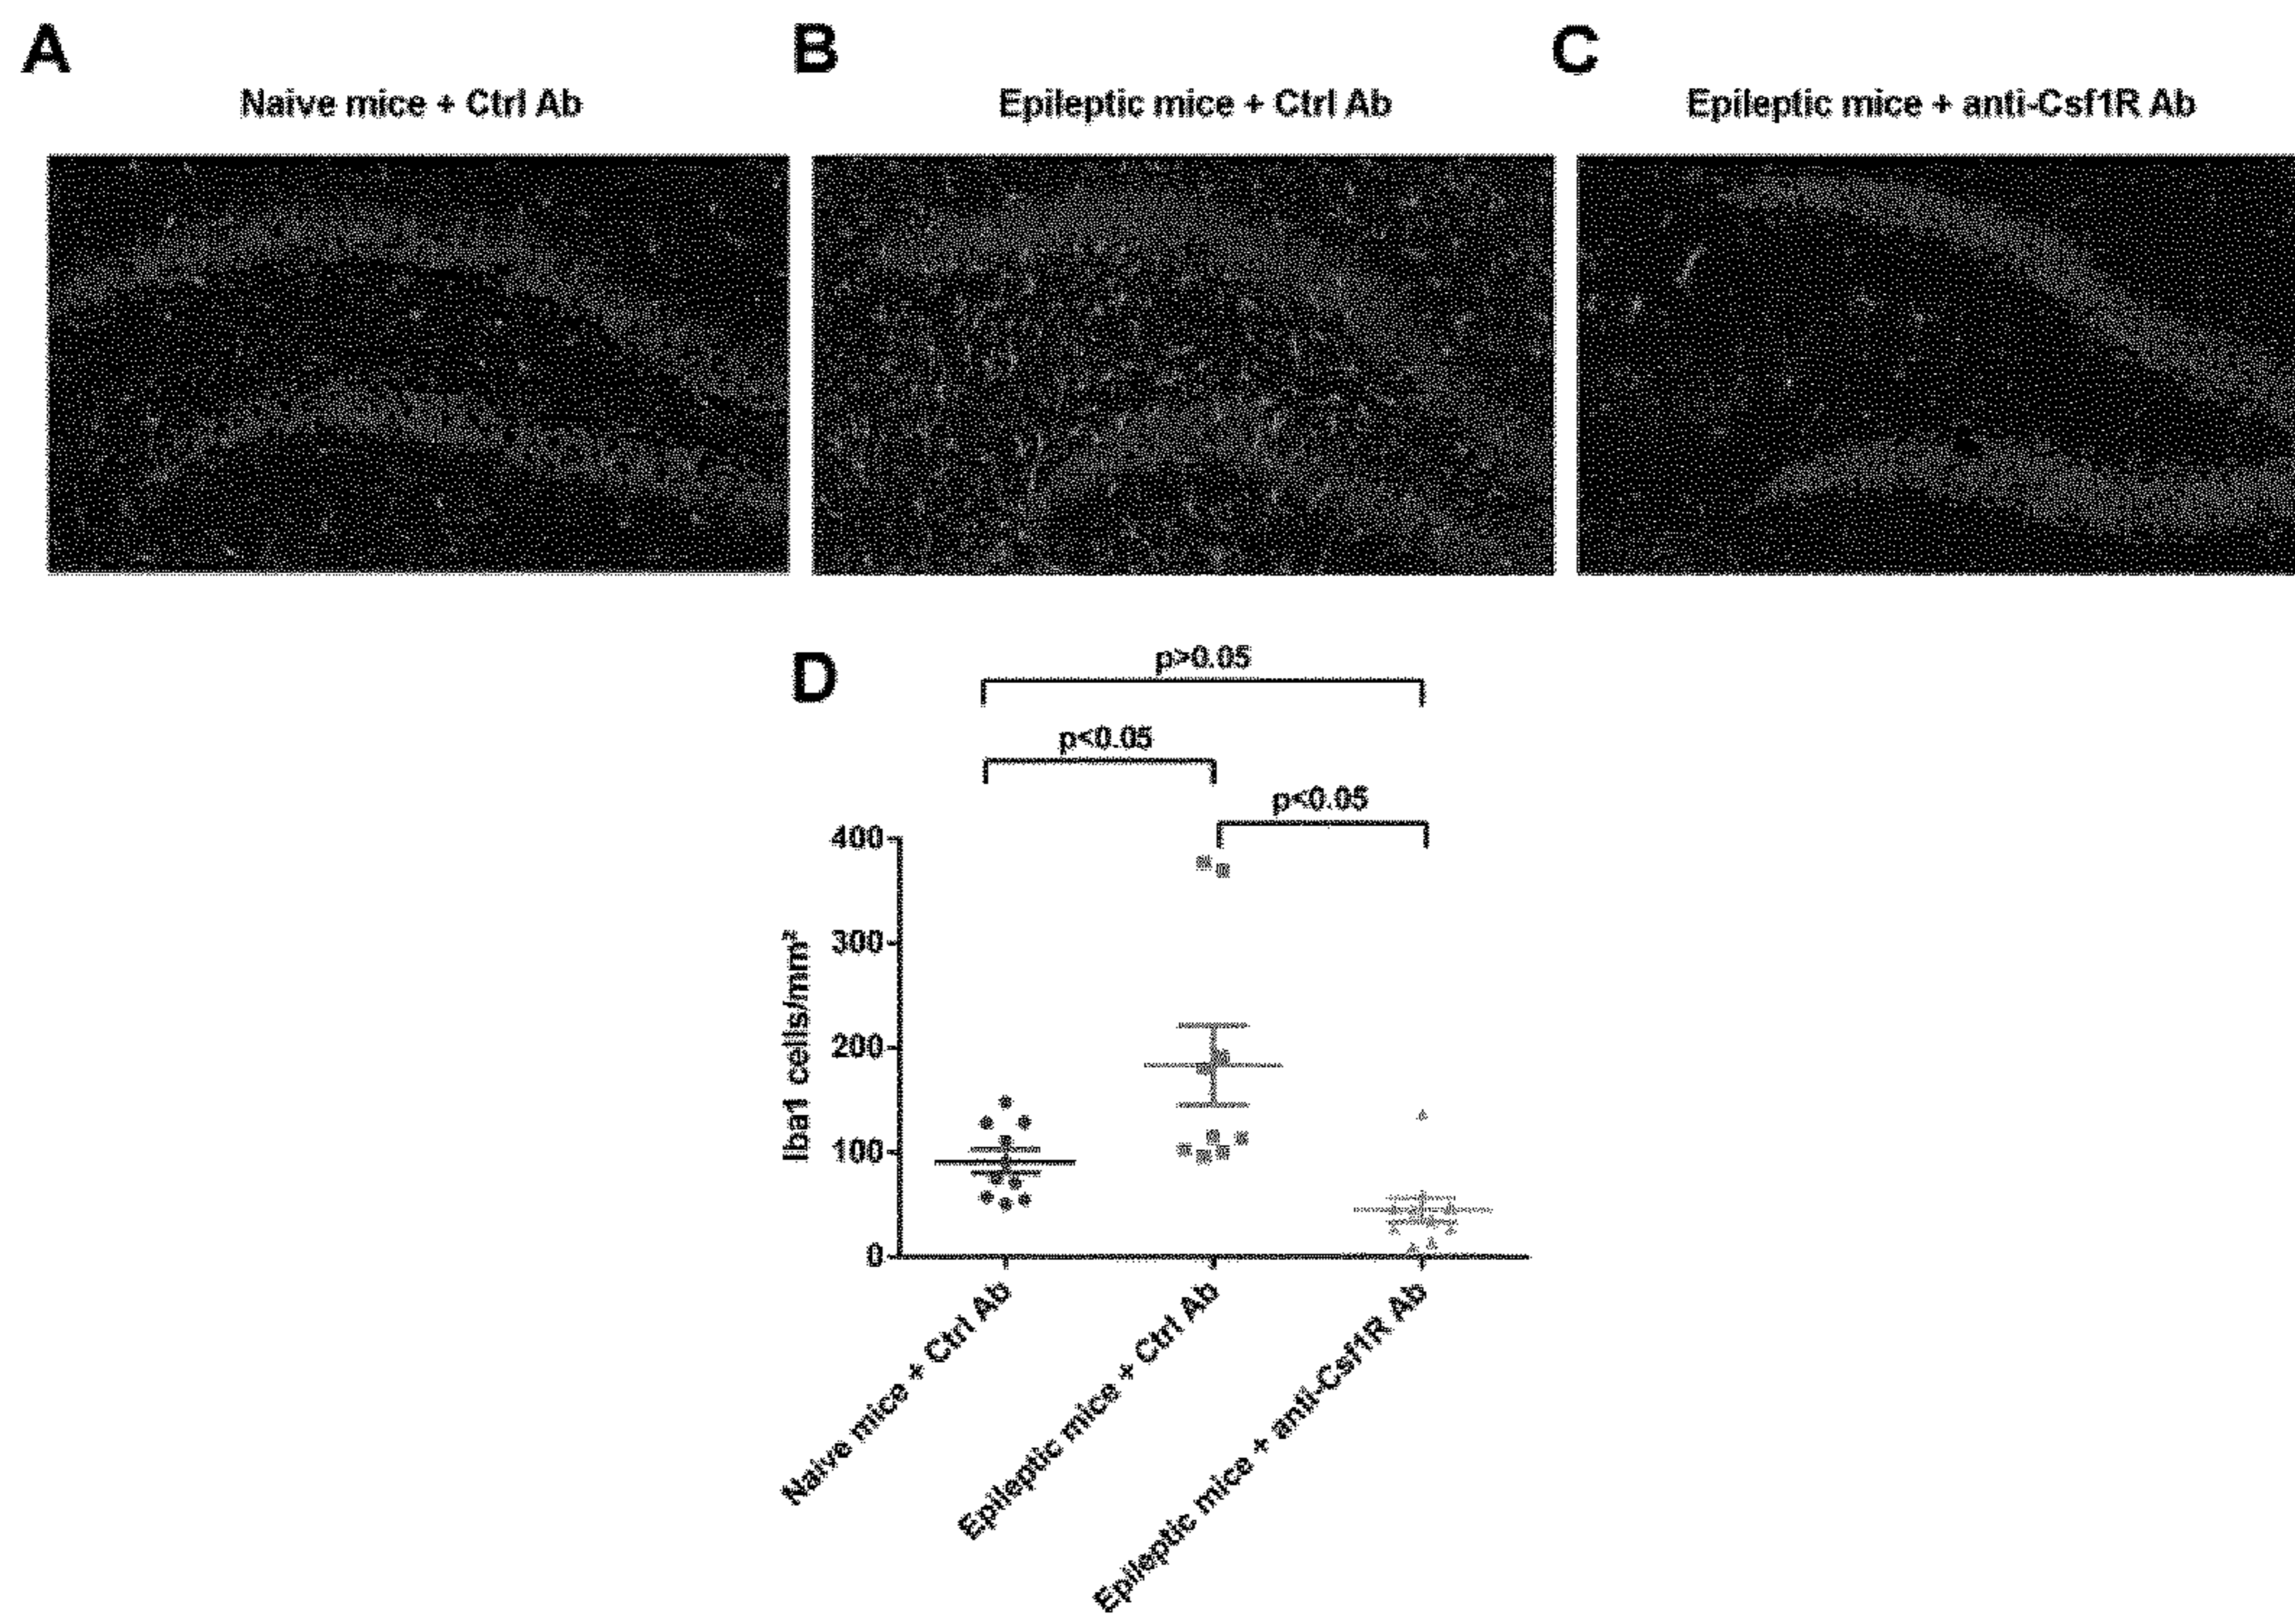 A
B
C
Naive mice + Ctrl Ab
Epileptic mice + Ctrl Ab
Epileptic mice + anti-Csf1R Ab
D
p>0.05
p<0.05
p<0.05
400
300
200
100
0
Iba1 cells/mm²
Naive mice + Ctrl Ab
Epileptic mice + Ctrl Ab
Epileptic mice + anti-Csf1R Ab